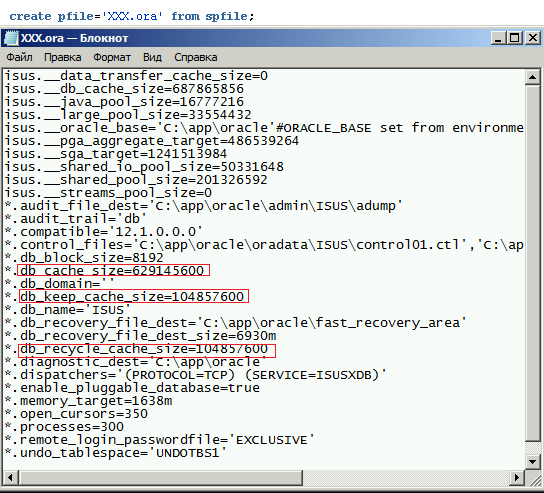 create pfile='XXX.ora' from spfile;
XXX.ora — Блокнот
Файл Правка Формат Вид Справка
isus.__data_transfer_cache_size=0
isus.__db_cache_size=687865856
isus.__java_pool_size=16777216
isus.__large_pool_size=33554432
isus.__oracle_base='C:\app\oracle'#ORACLE_BASE set from environme
isus.__pga_aggregate_target=486539264
isus.__sga_target=1241513984
isus.__shared_io_pool_size=50331648
isus.__shared_pool_size=201326592
isus.__streams_pool_size=0
*.audit_file_dest='C:\app\oracle\admin\ISUS\adump'
*.audit_trail='db'
*.compatible='12.1.0.0.0'
*.control_files='C:\app\oracle\oradata\ISUS\control01.ctl','C:\ap
*.db_block_size=8192
*.db_cache_size=629145600
*.db_domain=''
*.db_keep_cache_size=104857600
*.db_name='ISUS'
*.db_recovery_file_dest='C:\app\oracle\fast_recovery_area'
*.db_recovery_file_dest_size=6930m
*.db_recycle_cache_size=104857600
*.diagnostic_dest='C:\app\oracle'
*.dispatchers='(PROTOCOL=TCP) (SERVICE=ISUSXDB)'
*.enable_pluggable_database=true
*.memory_target=1638m
*.open_cursors=350
*.processes=300
*.remote_login_passwordfile='EXCLUSIVE'
*.undo_tablespace='UNDOTBS1'